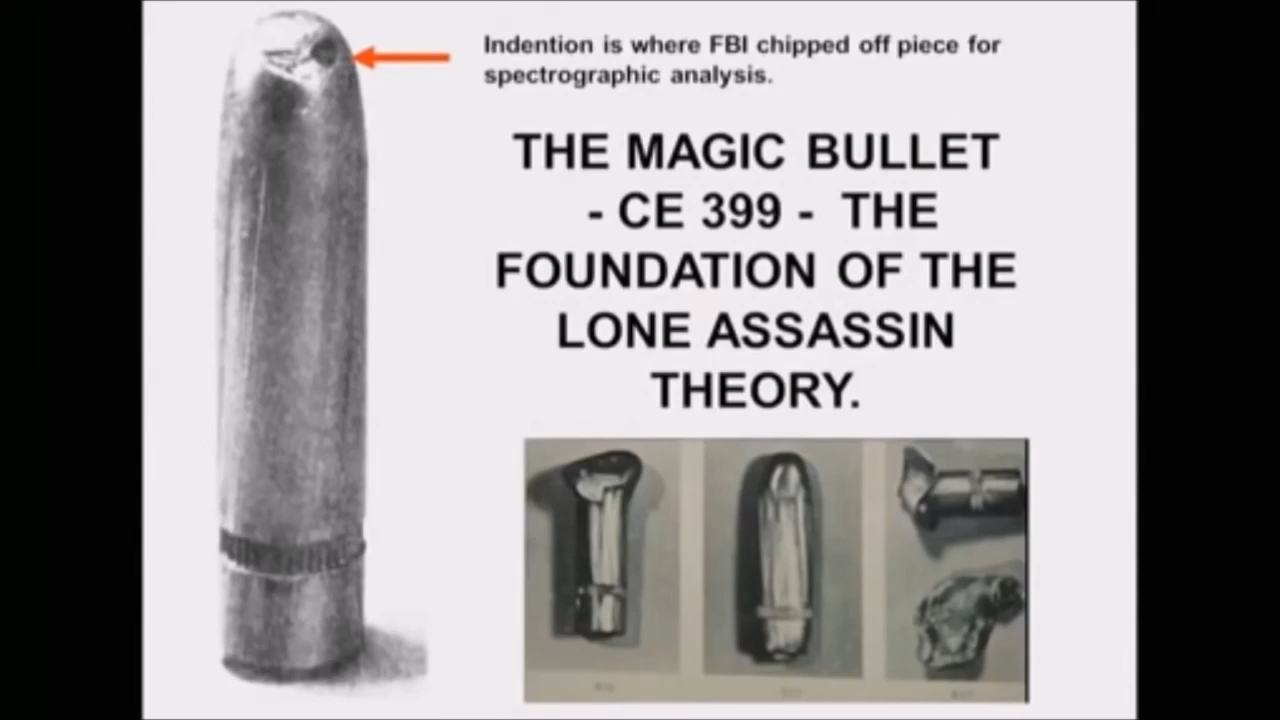 Indention is where FBI chipped off piece for
spectrographic analysis.
THE MAGIC BULLET
- CE 399 - THE
FOUNDATION OF THE
LONE ASSASSIN
THEORY.